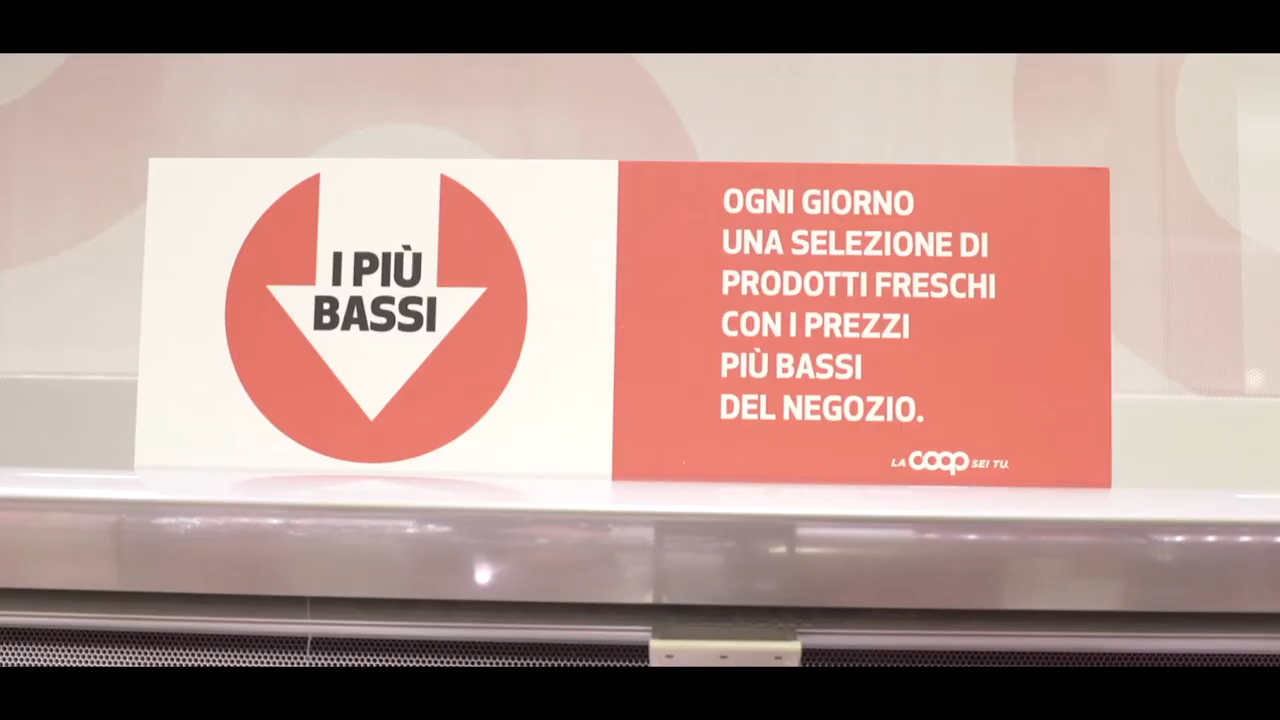 I PIÙ
BASSI
OGNI GIORNO
UNA SELEZIONE DI
PRODOTTI FRESCHI
CON I PREZZI
PIÙ BASSI
DEL NEGOZIO.
LA COOP SEI TU.